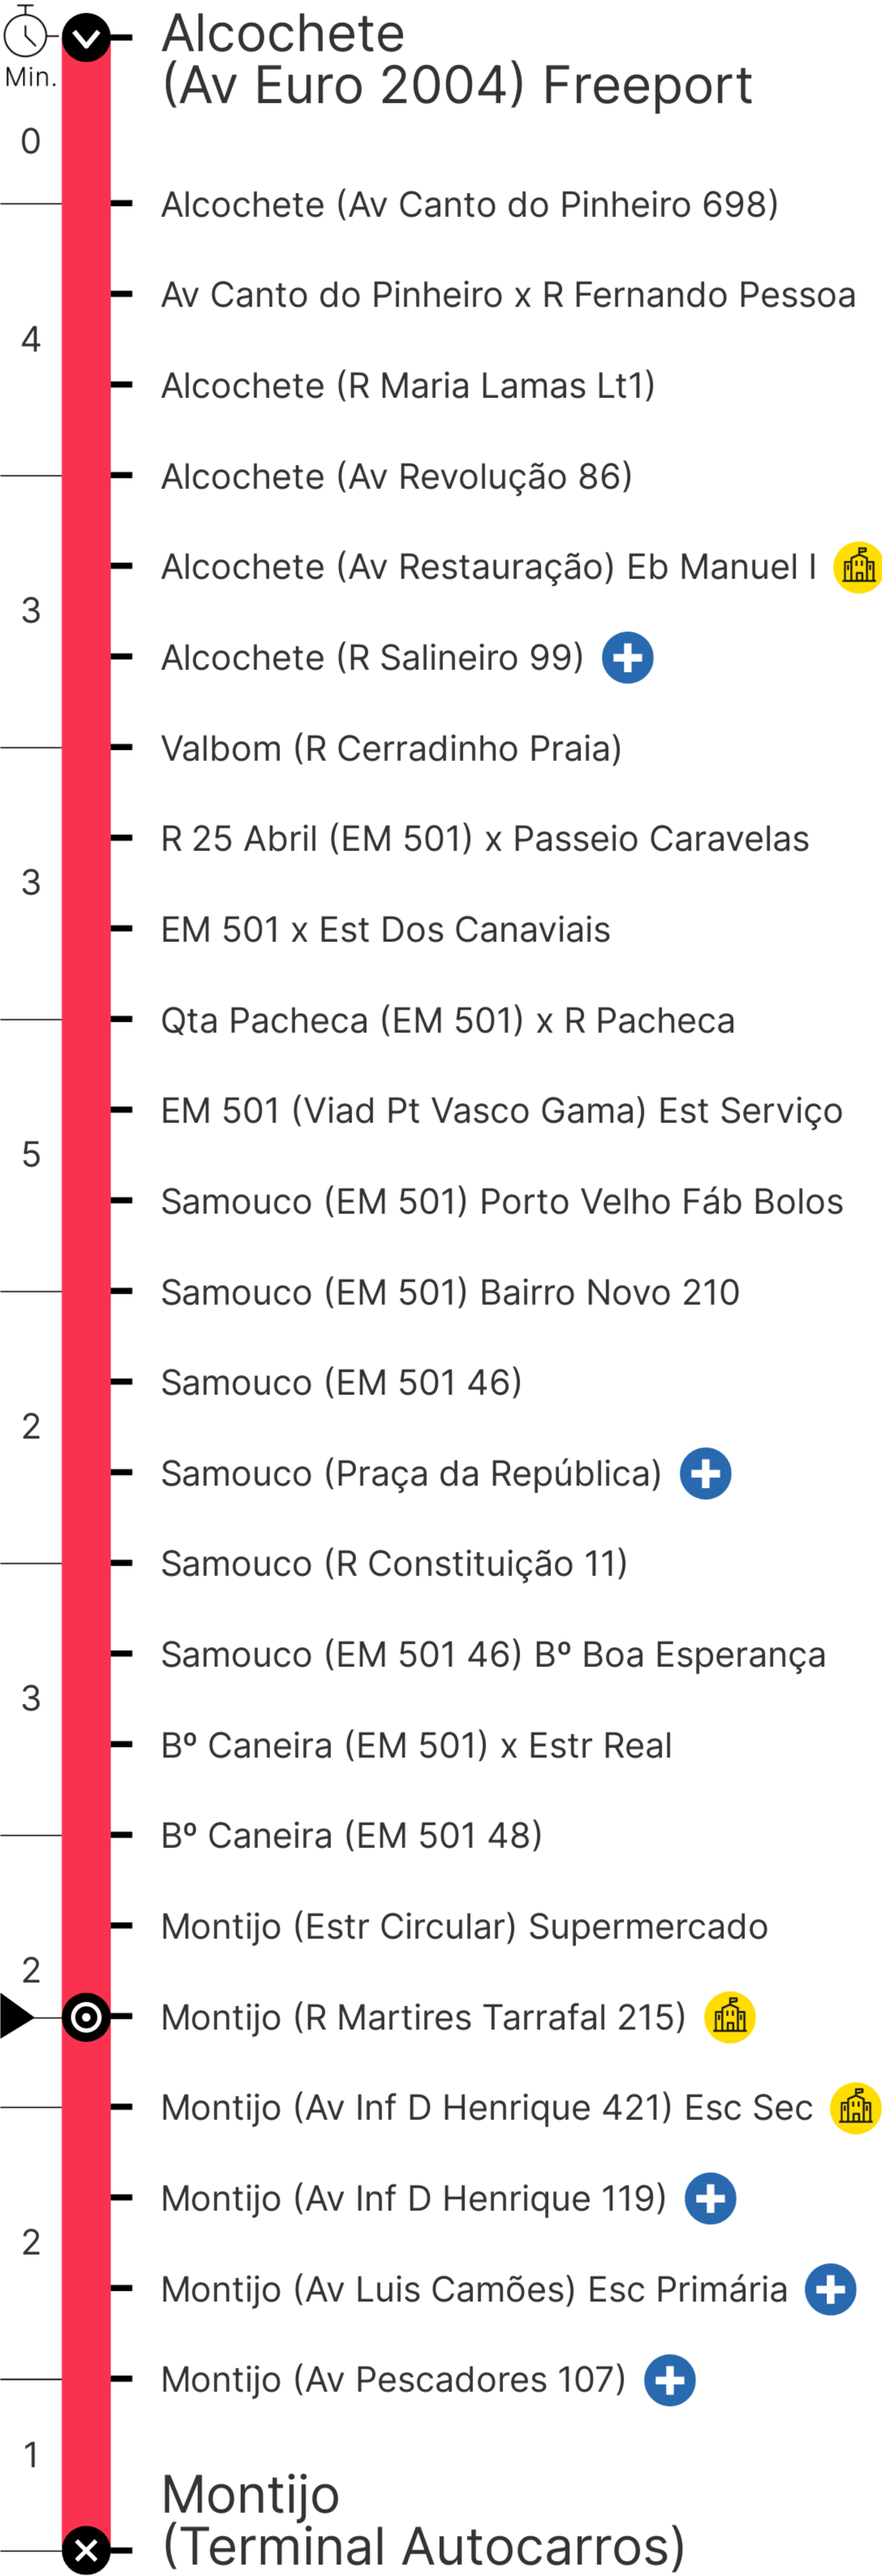 Alcochete
(Av Euro 2004) Freeport
Min.
0
Alcochete (Av Canto do Pinheiro 698)
Av Canto do Pinheiro x R Fernando Pessoa
4
Alcochete (R Maria Lamas Lt1)
Alcochete (Av Revolução 86)
Alcochete (Av Restauração) Eb Manuel I
3
Alcochete (R Salineiro 99)
Valbom (R Cerradinho Praia)
R 25 Abril (EM 501) x Passeio Caravelas
3
EM 501 x Est Dos Canaviais
Qta Pacheca (EM 501) x R Pacheca
EM 501 (Viad Pt Vasco Gama) Est Serviço
5
Samouco (EM 501) Porto Velho Fáb Bolos
Samouco (EM 501) Bairro Novo 210
Samouco (EM 501 46)
2
Samouco (Praça da República)
Samouco (R Constituição 11)
Samouco (EM 501 46) Bº Boa Esperança
3
Bº Caneira (EM 501) x Estr Real
Bº Caneira (EM 501 48)
Montijo (Estr Circular) Supermercado
2
Montijo (R Martires Tarrafal 215)
Montijo (Av Inf D Henrique 421) Esc Sec
Montijo (Av Inf D Henrique 119)
2
Montijo (Av Luis Camões) Esc Primária
Montijo (Av Pescadores 107)
1
Montijo
(Terminal Autocarros)